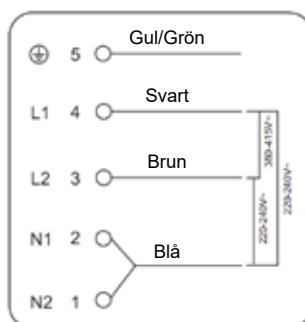 ⏚ 5 Gul/Grön
L1 4 Svart
380-415V~
220-240V~
L2 3 Brun
220-240V~
N1 2
Blå
N2 1